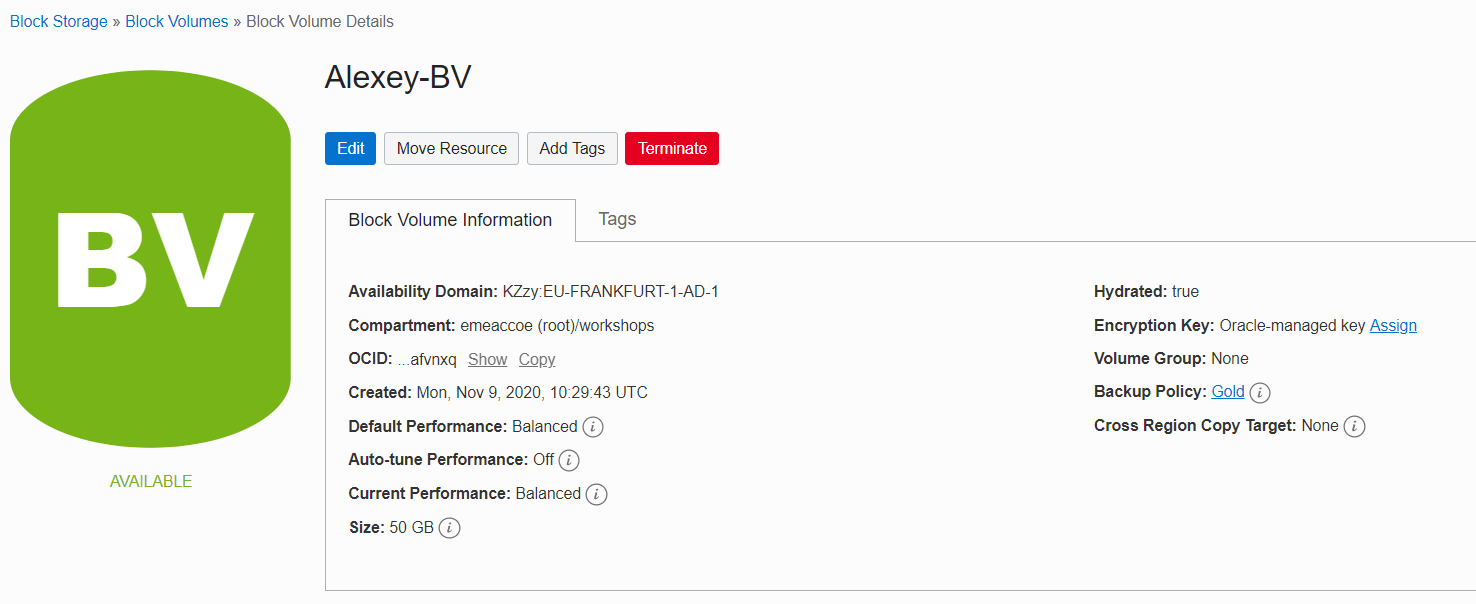 Block Storage » Block Volumes » Block Volume Details
BV
AVAILABLE
Alexey-BV
Edit Move Resource Add Tags Terminate
Block Volume Information Tags
Availability Domain: KZzy:EU-FRANKFURT-1-AD-1
Compartment: emeaccoe (root)/workshops
OCID: ...afvnxq Show Copy
Created: Mon, Nov 9, 2020, 10:29:43 UTC
Default Performance: Balanced i
Auto-tune Performance: Off i
Current Performance: Balanced i
Size: 50 GB i
Hydrated: true
Encryption Key: Oracle-managed key Assign
Volume Group: None
Backup Policy: Gold i
Cross Region Copy Target: None i